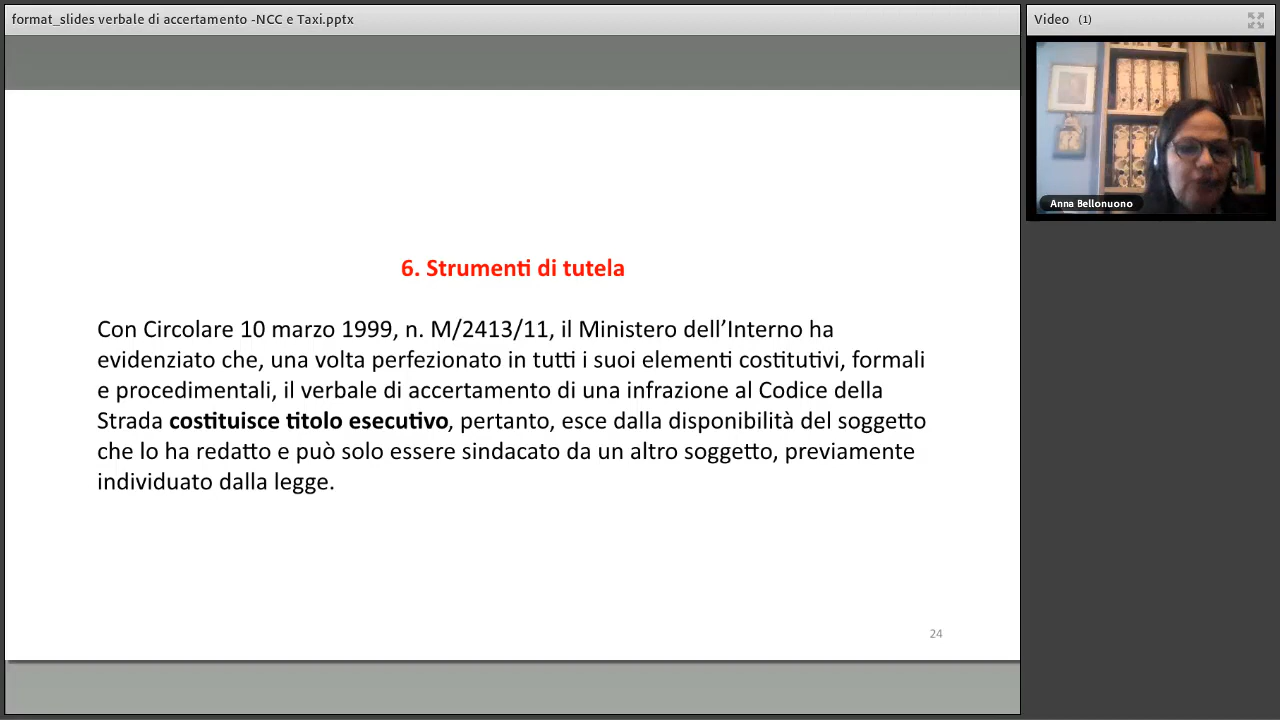 format_slides verbale di accertamento -NCC e Taxi.pptx
Video (1)
Anna Bellonuono
6. Strumenti di tutela
Con Circolare 10 marzo 1999, n. M/2413/11, il Ministero dell’Interno ha
evidenziato che, una volta perfezionato in tutti i suoi elementi costitutivi, formali
e procedimentali, il verbale di accertamento di una infrazione al Codice della
Strada costituisce titolo esecutivo, pertanto, esce dalla disponibilità del soggetto
che lo ha redatto e può solo essere sindacato da un altro soggetto, previamente
individuato dalla legge.
24